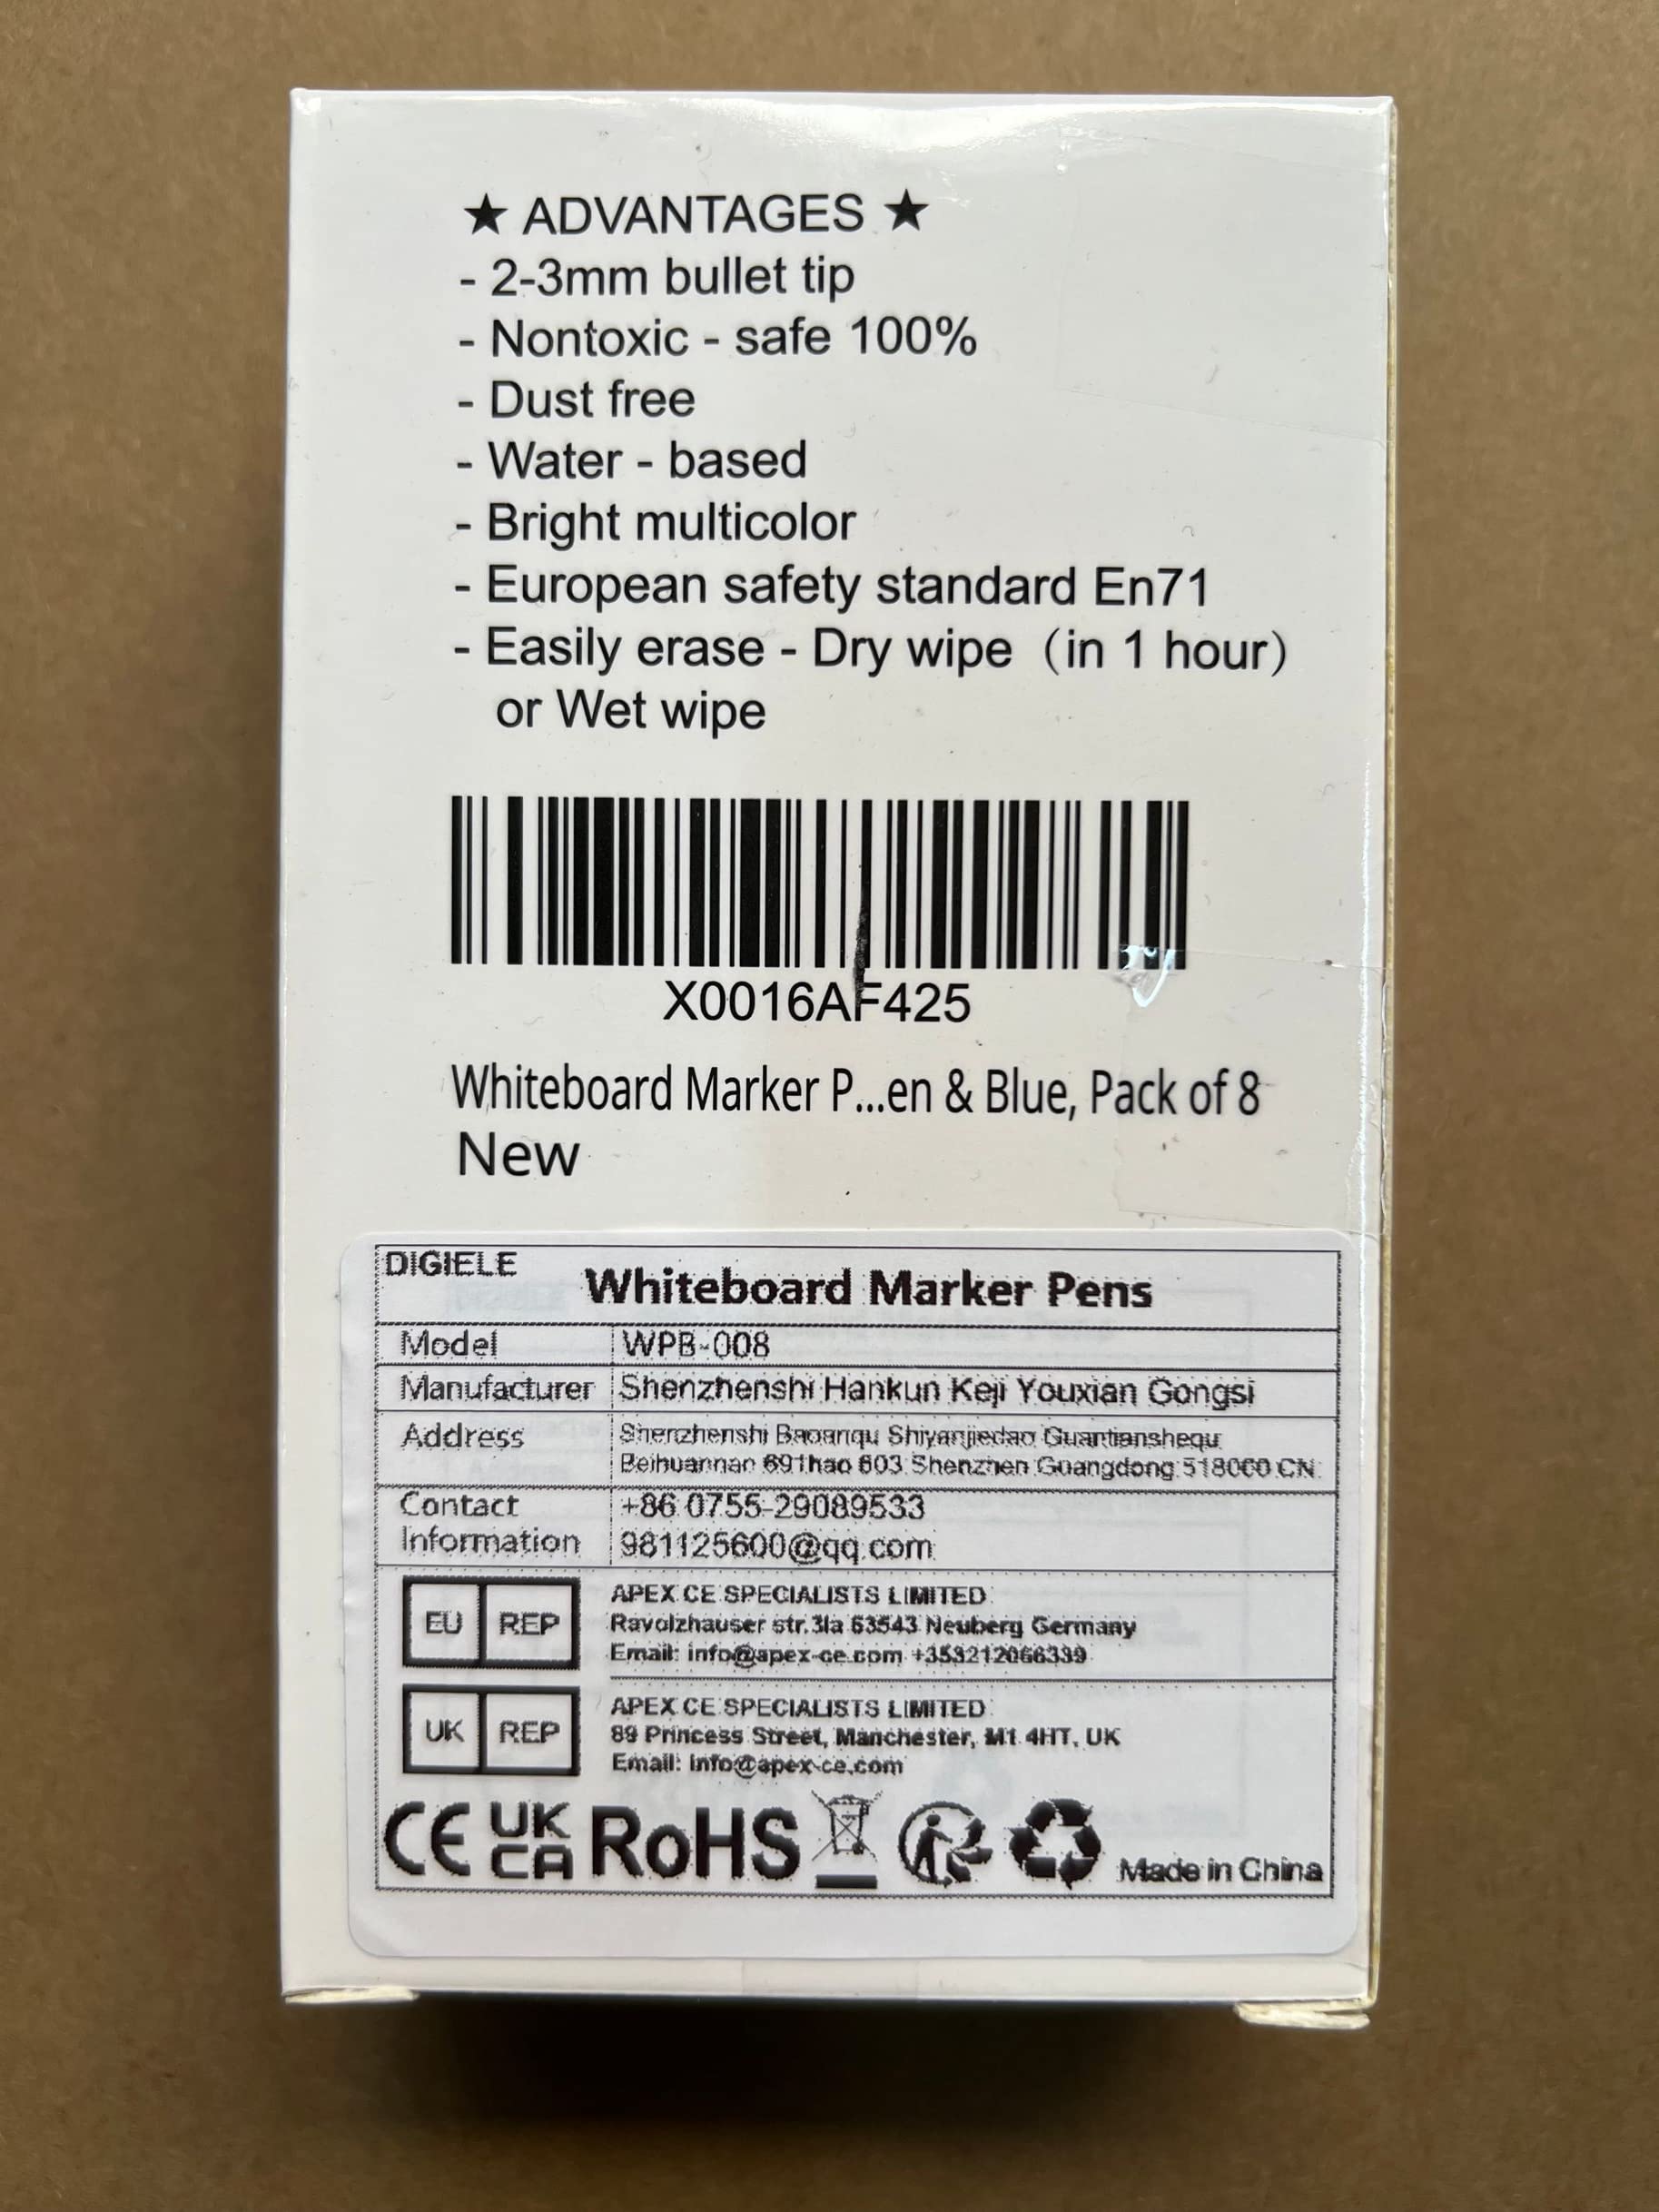 ★ ADVANTAGES ★
- 2-3mm bullet tip
- Nontoxic - safe 100%
- Dust free
- Water - based
- Bright multicolor
- European safety standard En71
- Easily erase - Dry wipe（in 1 hour）
or Wet wipe
X0016AF425
Whiteboard Marker P...en & Blue, Pack of 8
New
DIGIELE
Whiteboard Marker Pens
Model WPB-008
Manufacturer Shenzhenshi Hankun Keji Youxian Gongsi
Address Shenzhenshi Baoanqu Shiyanjiedao Guantianshequ
Beihuannan 691hao 603 Shenzhen Guangdong 518000 CN
Contact Information +86 0755-29089533
981125600@qq.com
EU REP
APEX CE SPECIALISTS LIMITED
Ravolzhauser str. 63543 Neuberg Germany
Email: info@apex-ce.com
UK REP
APEX CE SPECIALISTS LIMITED
89 Princess Street, Manchester, M1 4HT, UK
Email: info@apex-ce.com
CE UK CA RoHS Made in China